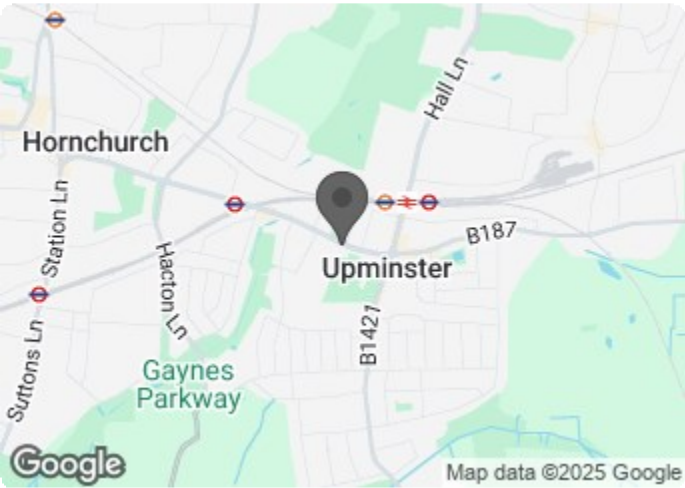 Hall Ln
Hornchurch
Station Ln
B187
Upminster
Hacton Ln
B1421
Suttons Ln
Gaynes
Parkway
Google
Map data ©2025 Google